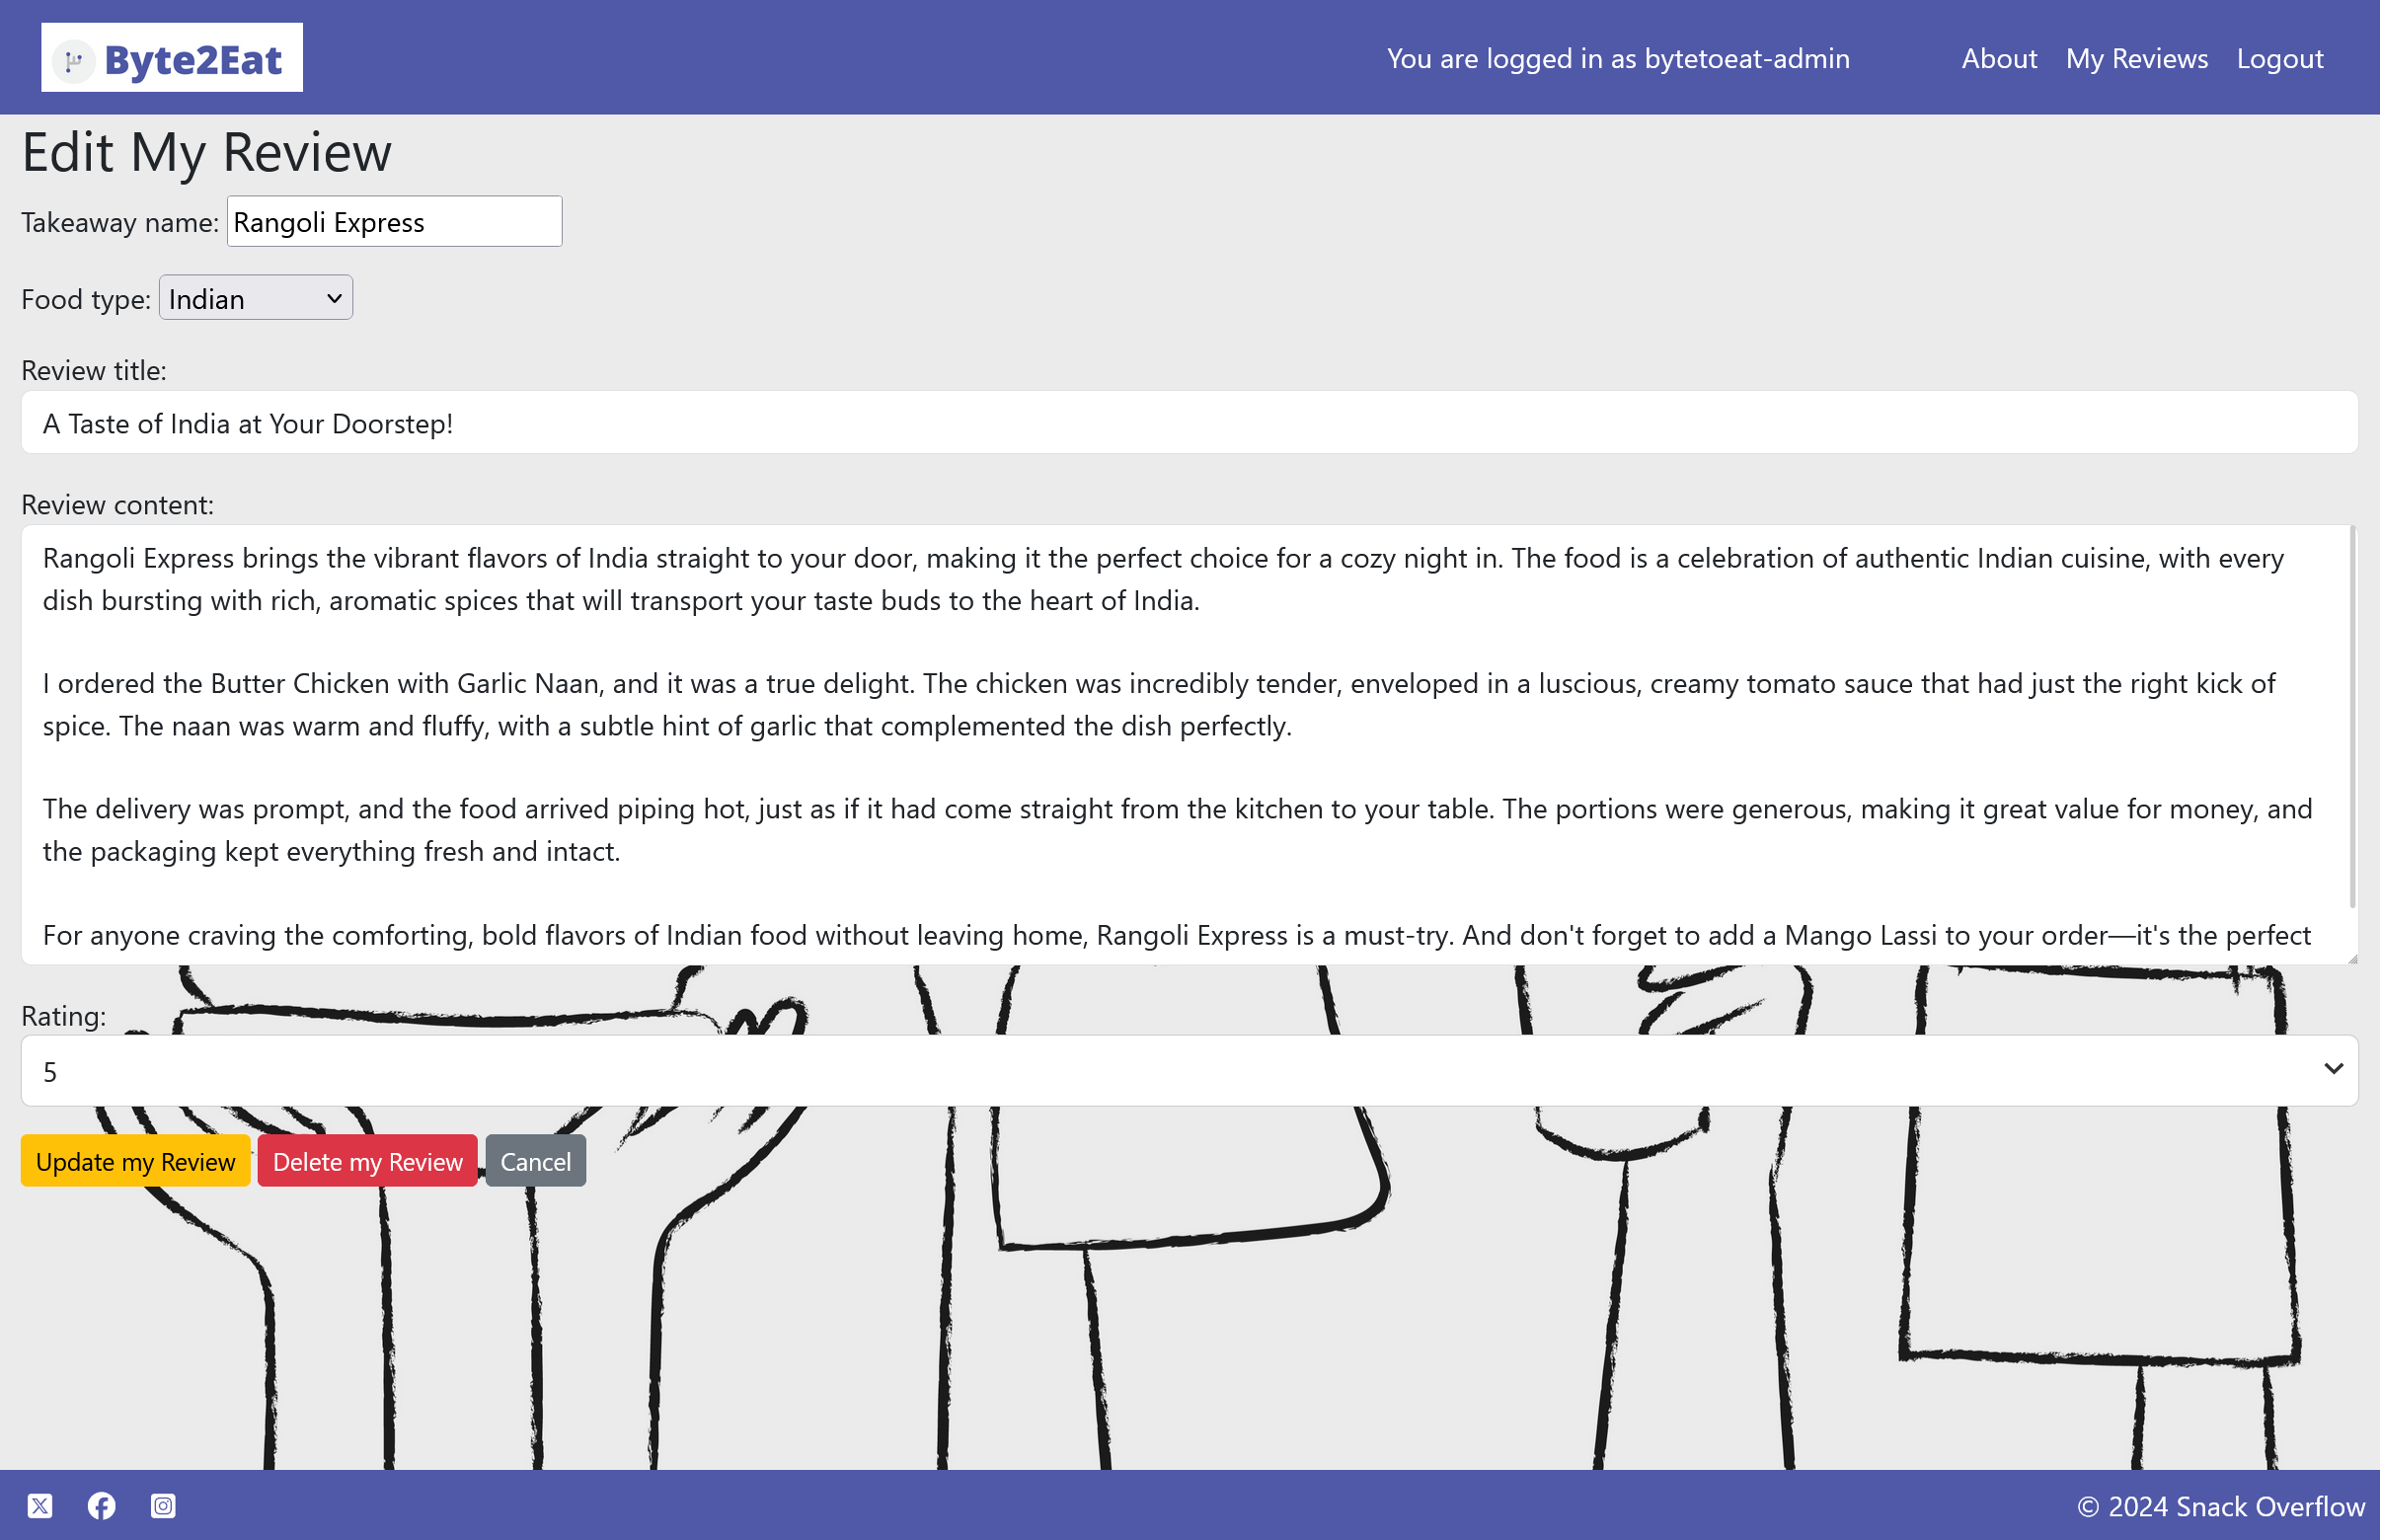 Byte2Eat
You are logged in as bytetoeat-admin
About
My Reviews
Logout
Edit My Review
Takeaway name: Rangoli Express
Food type: Indian
Review title:
A Taste of India at Your Doorstep!
Review content:
Rangoli Express brings the vibrant flavors of India straight to your door, making it the perfect choice for a cozy night in. The food is a celebration of authentic Indian cuisine, with every
dish bursting with rich, aromatic spices that will transport your taste buds to the heart of India.
I ordered the Butter Chicken with Garlic Naan, and it was a true delight. The chicken was incredibly tender, enveloped in a luscious, creamy tomato sauce that had just the right kick of
spice. The naan was warm and fluffy, with a subtle hint of garlic that complemented the dish perfectly.
The delivery was prompt, and the food arrived piping hot, just as if it had come straight from the kitchen to your table. The portions were generous, making it great value for money, and
the packaging kept everything fresh and intact.
For anyone craving the comforting, bold flavors of Indian food without leaving home, Rangoli Express is a must-try. And don't forget to add a Mango Lassi to your order—it's the perfect
Rating:
5
Update my Review
Delete my Review
Cancel
© 2024 Snack Overflow